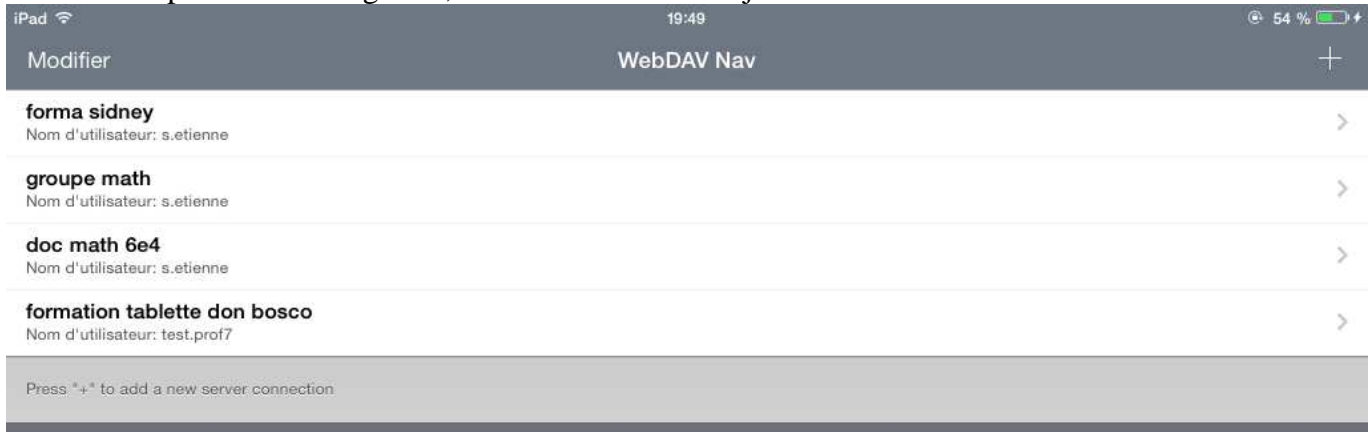 iPad 19:49 54 %
Modifier WebDAV Nav +
forma sidney
Nom d'utilisateur: s.etienne
groupe math
Nom d'utilisateur: s.etienne
doc math 6e4
Nom d'utilisateur: s.etienne
formation tablette don bosco
Nom d'utilisateur: test.prof7
Press "+" to add a new server connection